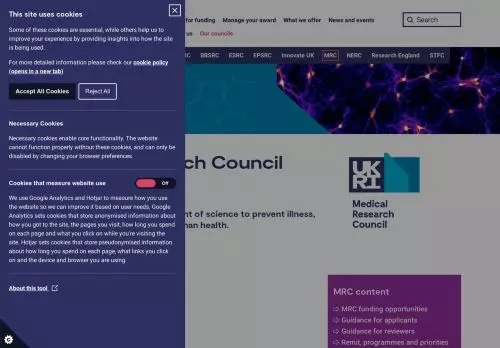 This site uses cookies
Some of these cookies are essential, while others help us to
improve your experience by providing insights into how the site
is being used.
For more detailed information please check our cookie policy
(opens in a new tab)
Accept All Cookies
Reject All
Necessary Cookies
Necessary cookies enable core functionality. The website
cannot function properly without these cookies, and can only be
disabled by changing your browser preferences.
Cookies that measure website use
Off
We use Google Analytics and Hotjar to measure how you use
the website so we can improve it based on user needs. Google
Analytics sets cookies that store anonymised information about
how you got to the site, the pages you visit, how long you spend
on each page and what you click on while you're visiting the
site. Hotjar sets cookies that store pseudonymised information
about how long you spend on each page, what links you
click on and the device and browser you are using.
About this tool
for funding Manage your award What we offer News and events
Search
us Our councils
RC BBSRC ESRC EPSRC Innovate UK MRC NERC Research England STFC
ch Council
nt of science to prevent illness,
man health.
UK
RI
Medical
Research
Council
MRC content
MRC funding opportunities
Guidance for applicants
Guidance for reviewers
Remit, programmes and priorities